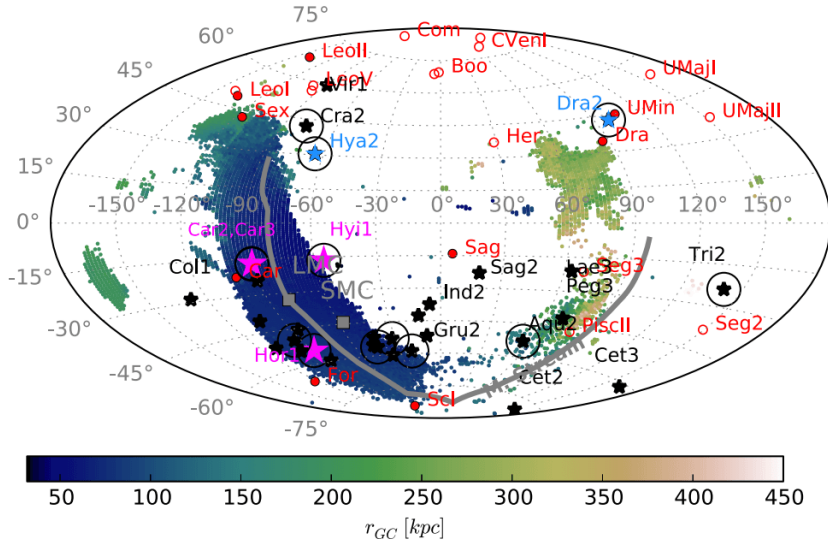 75°
60°
Com
CVenI
45°
LeoII
Boo
UMajI
30°
LeoI
LeoV
Vir1
Sex
Cra2
Dra2
UMin
UMajII
Hya2
Her
Dra
15°
0°
-150° -120° -90° -60° -30° 0 30° 60° 90° 120° 150°
Car2,Car3
Hyi1
-15°
Col1
Car
LMC
Sag
Sag2
Lae3
Seg3
Tri2
SMC
Ind2
Peg3
-30°
Hor1
Gru2
Aqu2
PiscII
Seg2
For
Cet2
Cet3
-45°
Scl
-60°
-75°
50 100 150 200 250 300 350 400 450
r_GC [kpc]